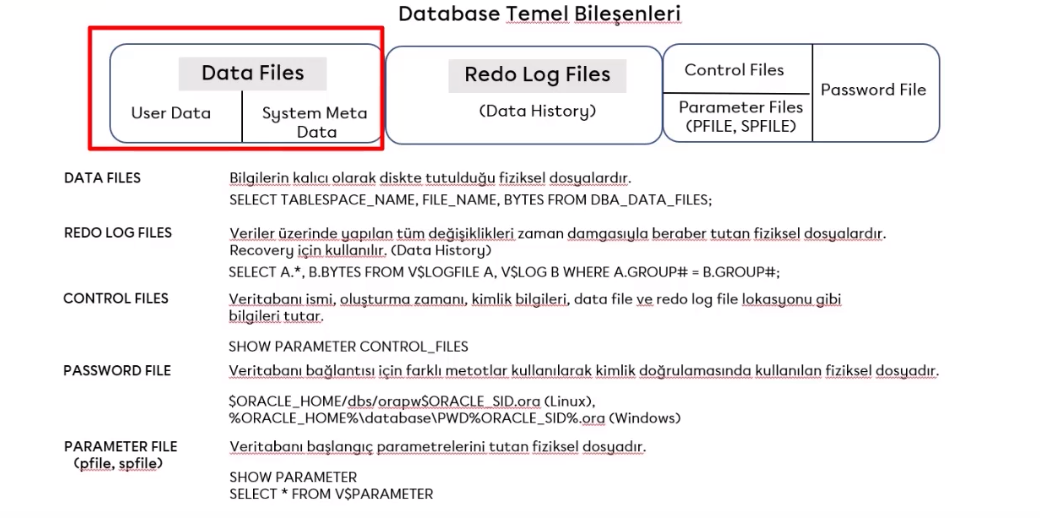 Database Temel Bileşenleri
Data Files
User Data
System Meta
Data
Redo Log Files
(Data History)
Control Files
Parameter Files
(PFILE, SPFILE)
Password File
DATA FILES
Bilgilerin kalıcı olarak diskte tutulduğu fiziksel dosyalardır.
SELECT TABLESPACE_NAME, FILE_NAME, BYTES FROM DBA_DATA_FILES;
REDO LOG FILES
Veriler üzerinde yapılan tüm değişiklikleri zaman damgasıyla beraber tutan fiziksel dosyalardır.
Recovery için kullanılır. (Data History)
SELECT A.*, B.BYTES FROM V$LOGFILE A, V$LOG B WHERE A.GROUP# = B.GROUP#;
CONTROL FILES
Veritabanı ismi, oluşturma zamanı, kimlik bilgileri, data file ve redo log file lokasyonu gibi
bilgileri tutar.
SHOW PARAMETER CONTROL_FILES
PASSWORD FILE
Veritabanı bağlantısı için farklı metotlar kullanılarak kimlik doğrulamasında kullanılan fiziksel dosyadır.
$ORACLE_HOME/dbs/orapw$ORACLE_SID.ora (Linux),
%ORACLE_HOME%\database\PWD%ORACLE_SID%.ora (Windows)
PARAMETER FILE
(pfile, spfile)
Veritabanı başlangıç parametrelerini tutan fiziksel dosyadır.
SHOW PARAMETER
SELECT * FROM V$PARAMETER